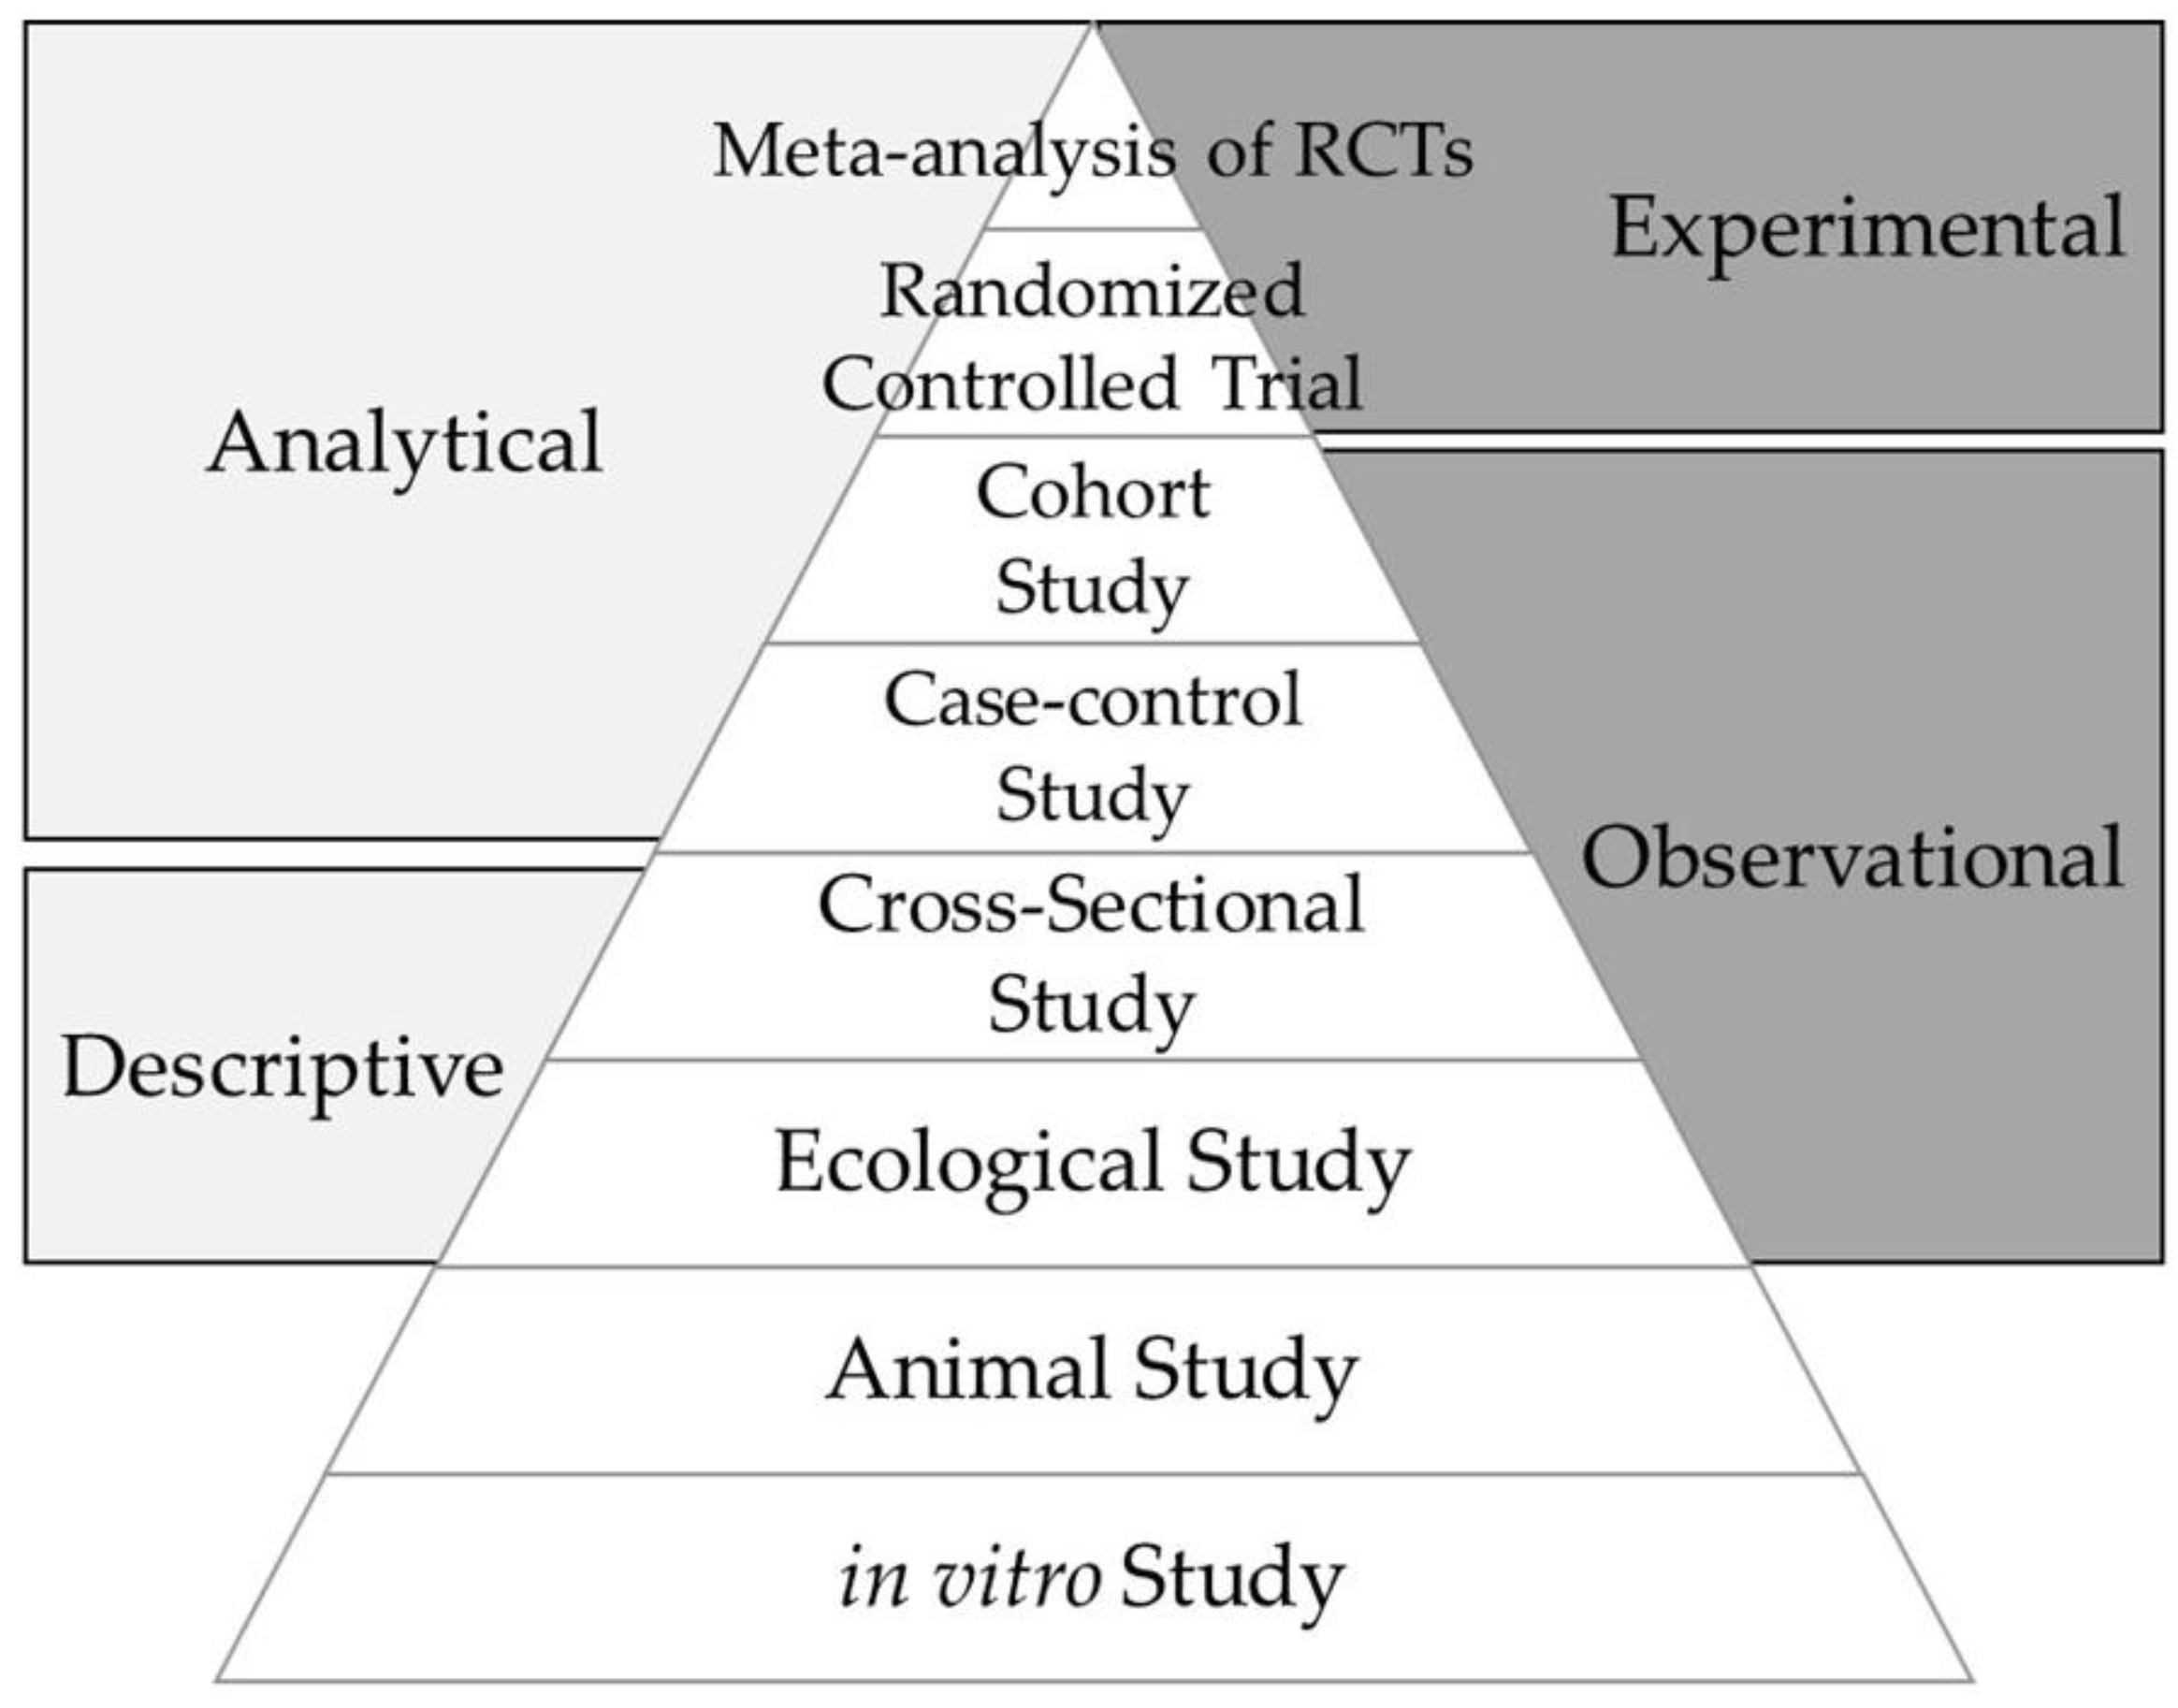 Meta-analysis of RCTs
Experimental
Randomized
Controlled Trial
Analytical
Cohort
Study
Case-control
Study
Observational
Cross-Sectional
Study
Descriptive
Ecological Study
Animal Study
in vitro Study